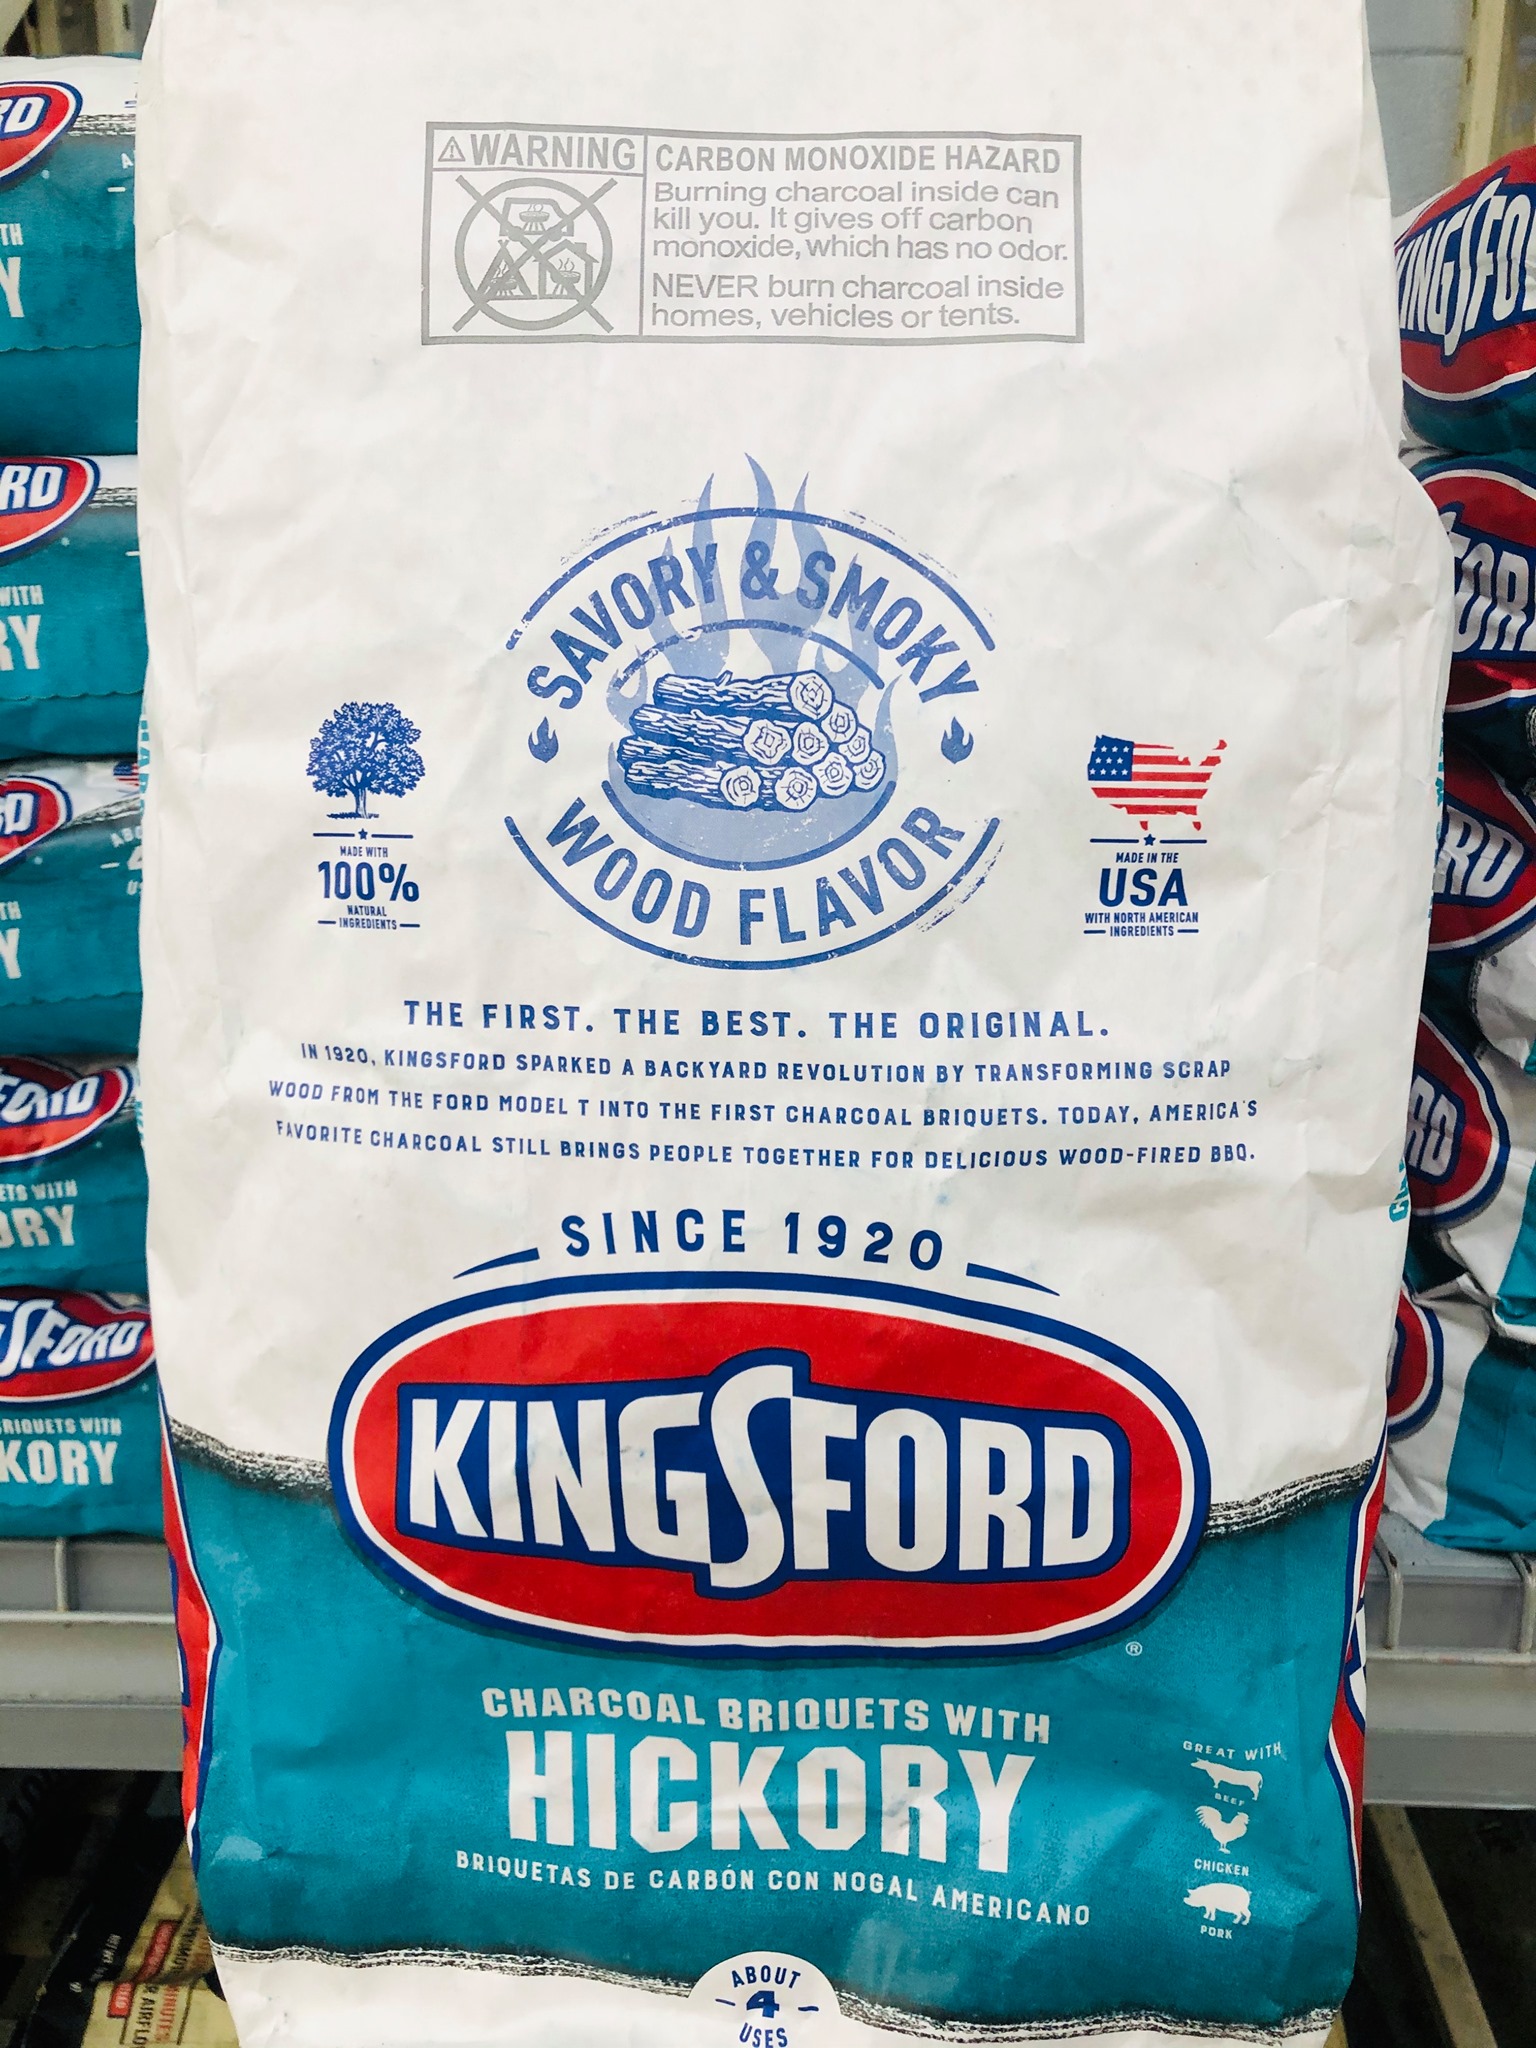 WARNING
CARBON MONOXIDE HAZARD
Burning charcoal inside can
kill you. It gives off carbon
monoxide, which has no odor.
NEVER burn charcoal inside
homes, vehicles or tents.
SAVORY & SMOKY
WOOD FLAVOR
MADE WITH
100%
NATURAL
INGREDIENTS
MADE IN THE
USA
WITH NORTH AMERICAN
INGREDIENTS
THE FIRST. THE BEST. THE ORIGINAL.
IN 1920, KINGSFORD SPARKED A BACKYARD REVOLUTION BY TRANSFORMING SCRAP
WOOD FROM THE FORD MODEL T INTO THE FIRST CHARCOAL BRIQUETS. TODAY, AMERICA'S
FAVORITE CHARCOAL STILL BRINGS PEOPLE TOGETHER FOR DELICIOUS WOOD-FIRED BBQ.
SINCE 1920
KINGSFORD
®
CHARCOAL BRIQUETS WITH
HICKORY
BRIQUETAS DE CARBÓN CON NOGAL AMERICANO
GREAT WITH
BEEF
CHICKEN
PORK
ABOUT
4
USES